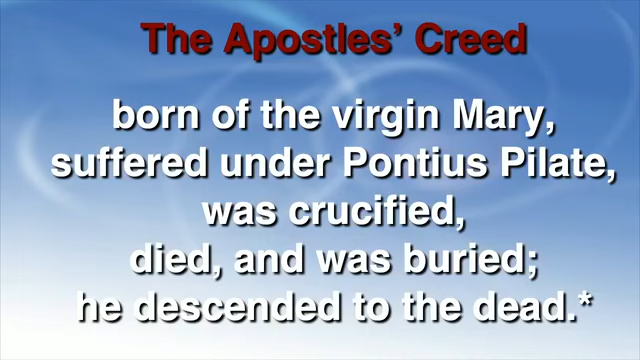 The Apostles’ Creed
born of the virgin Mary,
suffered under Pontius Pilate,
was crucified,
died, and was buried;
he descended to the dead.*